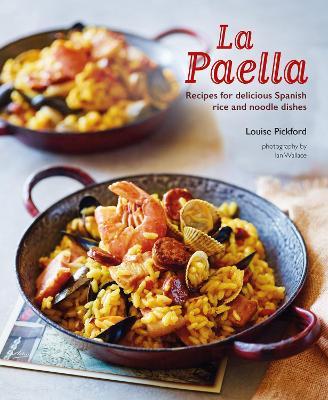 La
Paella
Recipes for delicious Spanish
rice and noodle dishes
Louise Pickford
photography by
Ian Wallace